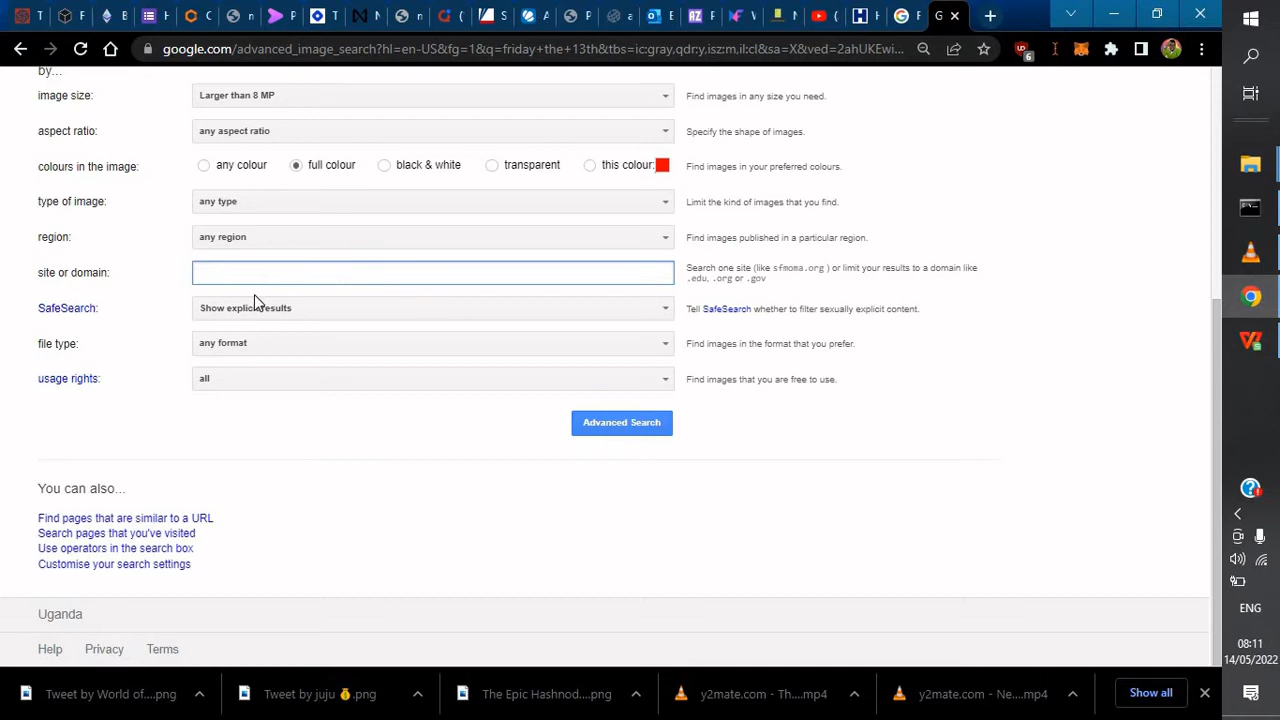 google.com/advanced_image_search?hl=en-US&fg=1&q=friday+the+13th&tbs=ic:gray,qdr:y,isz:m,il:cl&sa=X&ved=2ahUKEwi...
6
by...
image size:
Larger than 8 MP
Find images in any size you need.
aspect ratio:
any aspect ratio
Specify the shape of images.
colours in the image:
any colour full colour black & white transparent this colour:
Find images in your preferred colours.
type of image:
any type
Limit the kind of images that you find.
region:
any region
Find images published in a particular region.
site or domain:
Search one site (like sfmoma.org ) or limit your results to a domain like
.edu, .org or .gov
SafeSearch:
Show explicit results
Tell SafeSearch whether to filter sexually explicit content.
file type:
any format
Find images in the format that you prefer.
usage rights:
all
Find images that you are free to use.
Advanced Search
You can also...
Find pages that are similar to a URL
Search pages that you've visited
Use operators in the search box
Customise your search settings
Uganda
Help Privacy Terms
ENG
08:11
14/05/2022
Tweet by World of....png
Tweet by juju 💰.png
The Epic Hashnod....png
y2mate.com - Th....mp4
y2mate.com - Ne....mp4
Show all